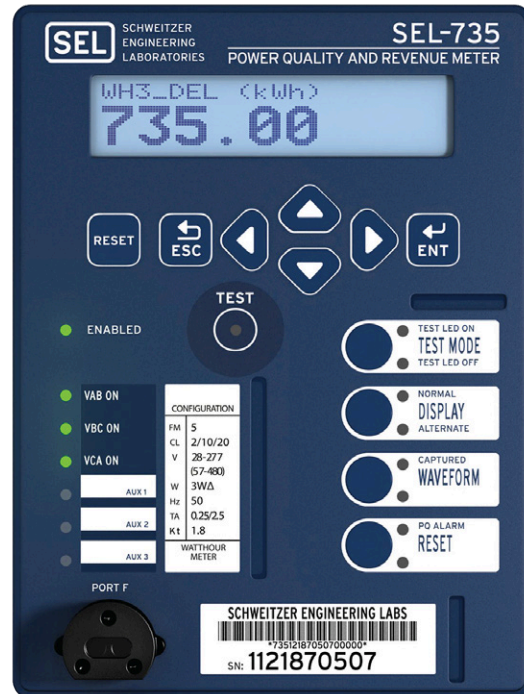 SEL
SCHWEITZER
ENGINEERING
LABORATORIES
SEL-735
POWER QUALITY AND REVENUE METER
WH3_DEL (kWh)
735.00
RESET
ESC
ENT
TEST
ENABLED
VAB ON
VBC ON
VCA ON
AUX 1
AUX 2
AUX 3
CONFIGURATION
FM 5
CL 2/10/20
V 28-277
(57-480)
W 3WΔ
Hz 50
TA 0.25/2.5
Kt 1.8
WATTHOUR
METER
TEST LED ON
TEST MODE
TEST LED OFF
NORMAL
DISPLAY
ALTERNATE
CAPTURED
WAVEFORM
PQ ALARM
RESET
PORT F
SCHWEITZER ENGINEERING LABS
*73512187050700000*
SN: 1121870507